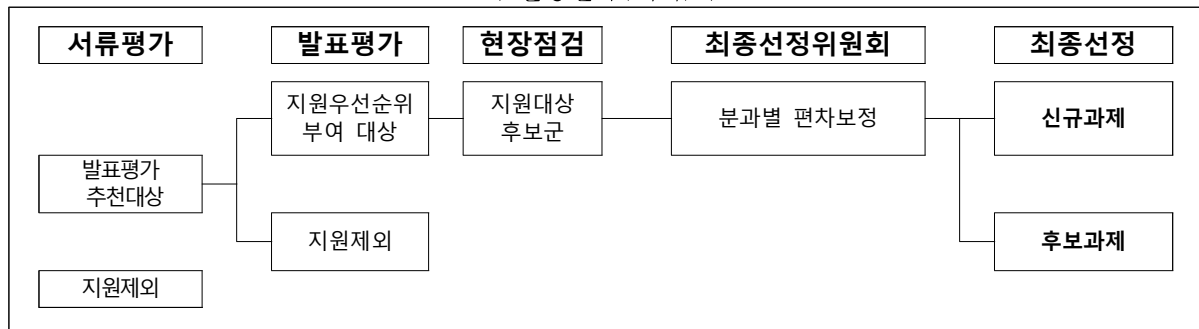 서류평가
발표평가
현장점검
최종선정위원회
최종선정
지원우선순위
부여 대상
지원대상
후보군
분과별 편차보정
신규과제
발표평가
추천대상
지원제외
후보과제
지원제외